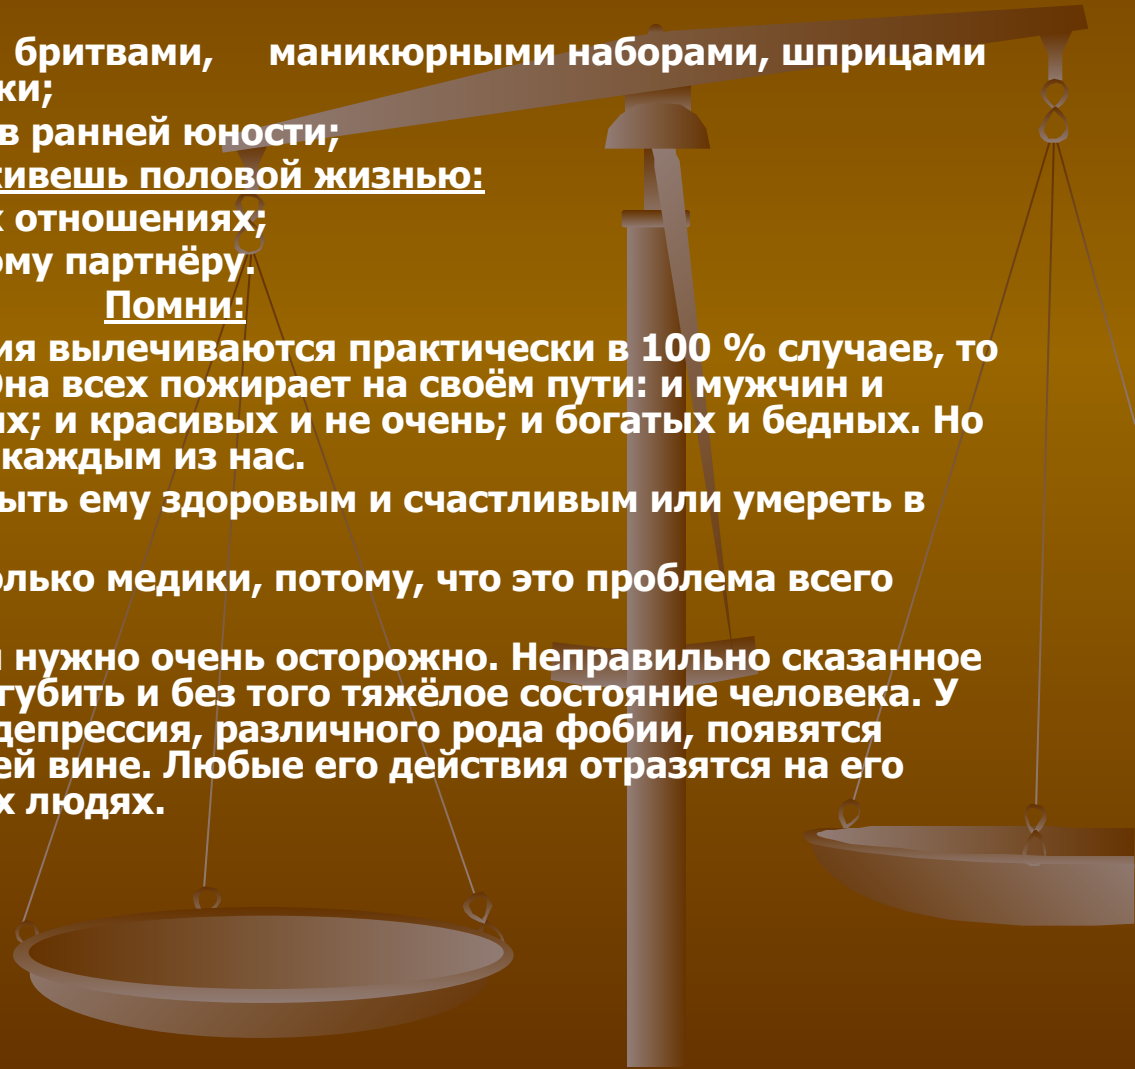 бритвами, маникюрными наборами, шприцами
ки;
в ранней юности;
живешь половой жизнью:
х отношениях;
ому партнёру.
Помни:
ия вылечиваются практически в 100 % случаев, то
Она всех пожирает на своём пути: и мужчин и
их; и красивых и не очень; и богатых и бедных. Но
каждым из нас.
ыть ему здоровым и счастливым или умереть в
олько медики, потому, что это проблема всего
и нужно очень осторожно. Неправильно сказанное
губить и без того тяжёлое состояние человека. У
депрессия, различного рода фобии, появятся
ей вине. Любые его действия отразятся на его
х людях.